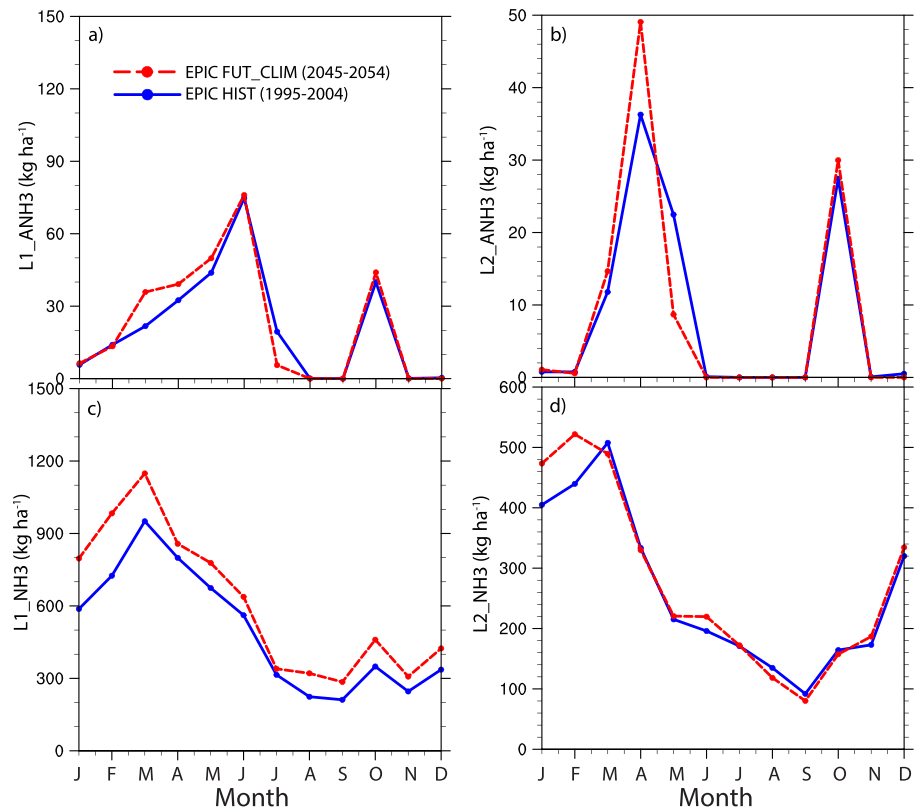 150
120
90
60
30
0
L1_ANH3 (kg ha⁻¹)
a)
EPIC FUT_CLIM (2045-2054)
EPIC HIST (1995-2004)
50
40
30
20
10
0
L2_ANH3 (kg ha⁻¹)
b)
1500
1200
900
600
300
0
L1_NH3 (kg ha⁻¹)
c)
J F M A M J J A S O N D
Month
600
500
400
300
200
100
0
L2_NH3 (kg ha⁻¹)
d)
J F M A M J J A S O N D
Month